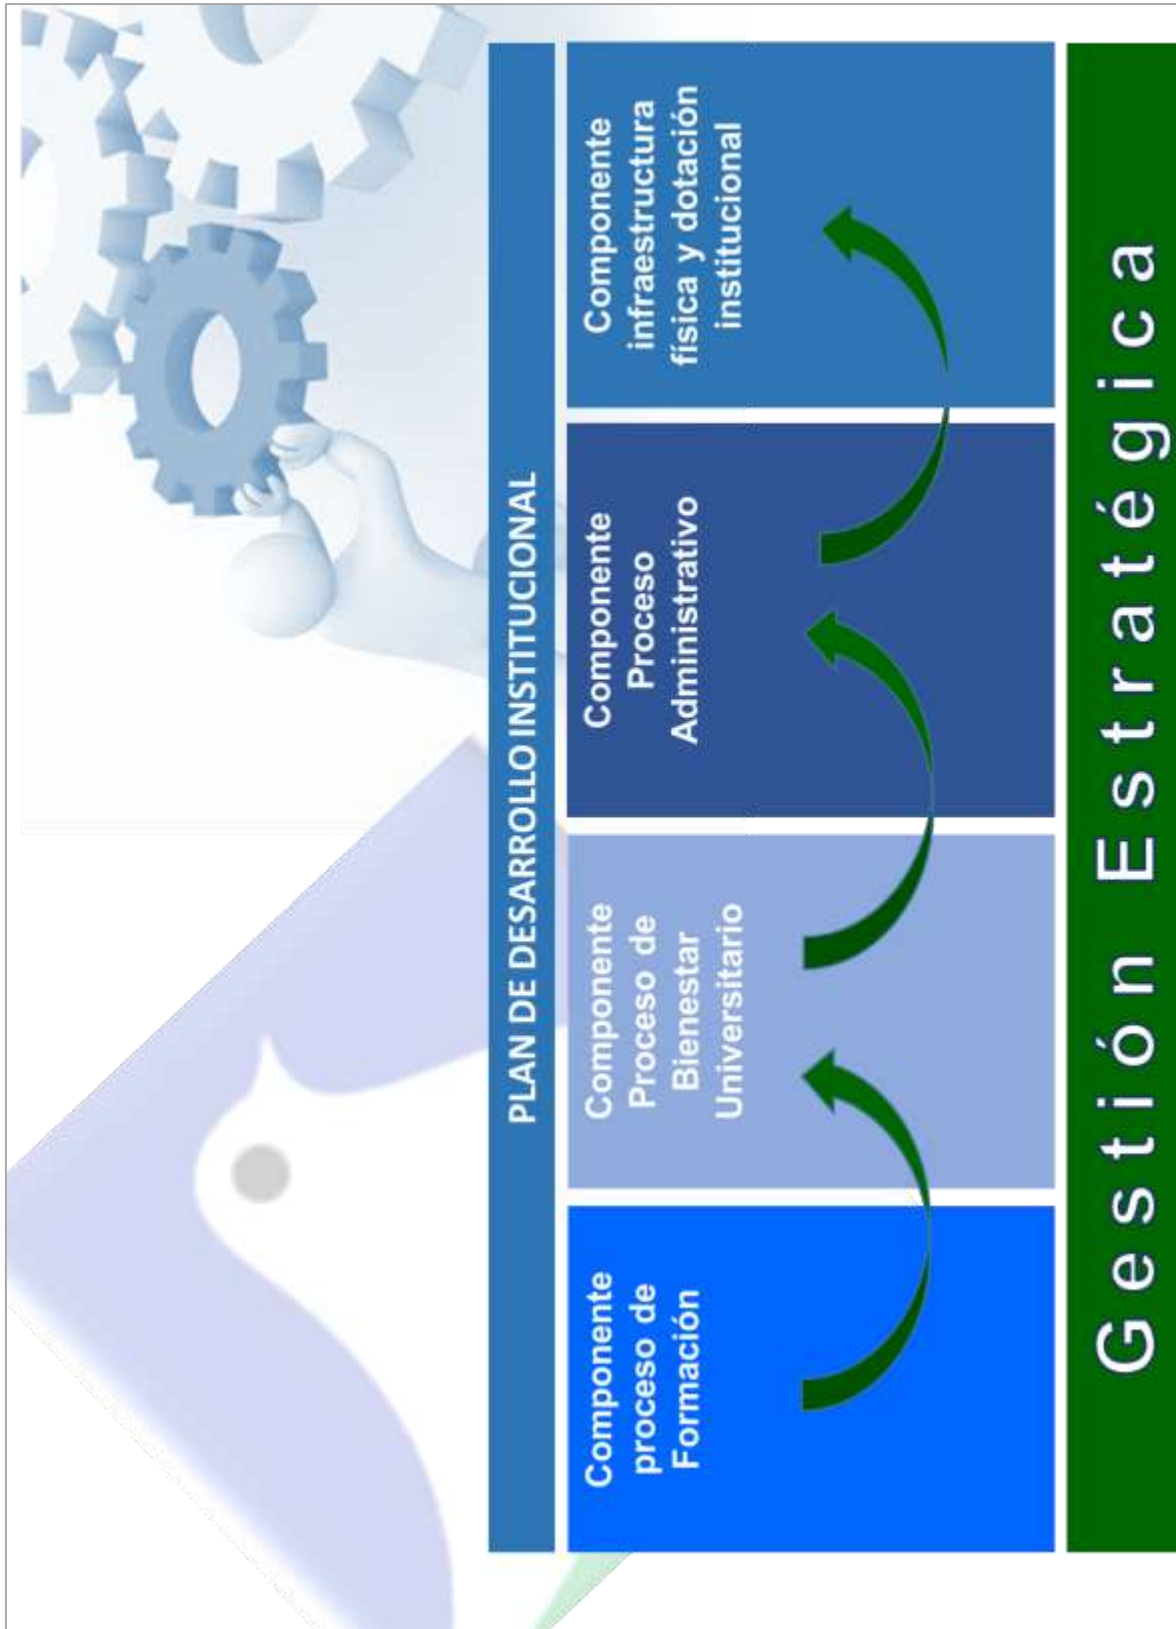 PLAN DE DESARROLLO INSTITUCIONAL
Componente
proceso de
Formación
Componente
Proceso de
Bienestar
Universitario
Componente
Proceso
Administrativo
Componente
infraestructura
física y dotación
institucional
Gestión Estratégica